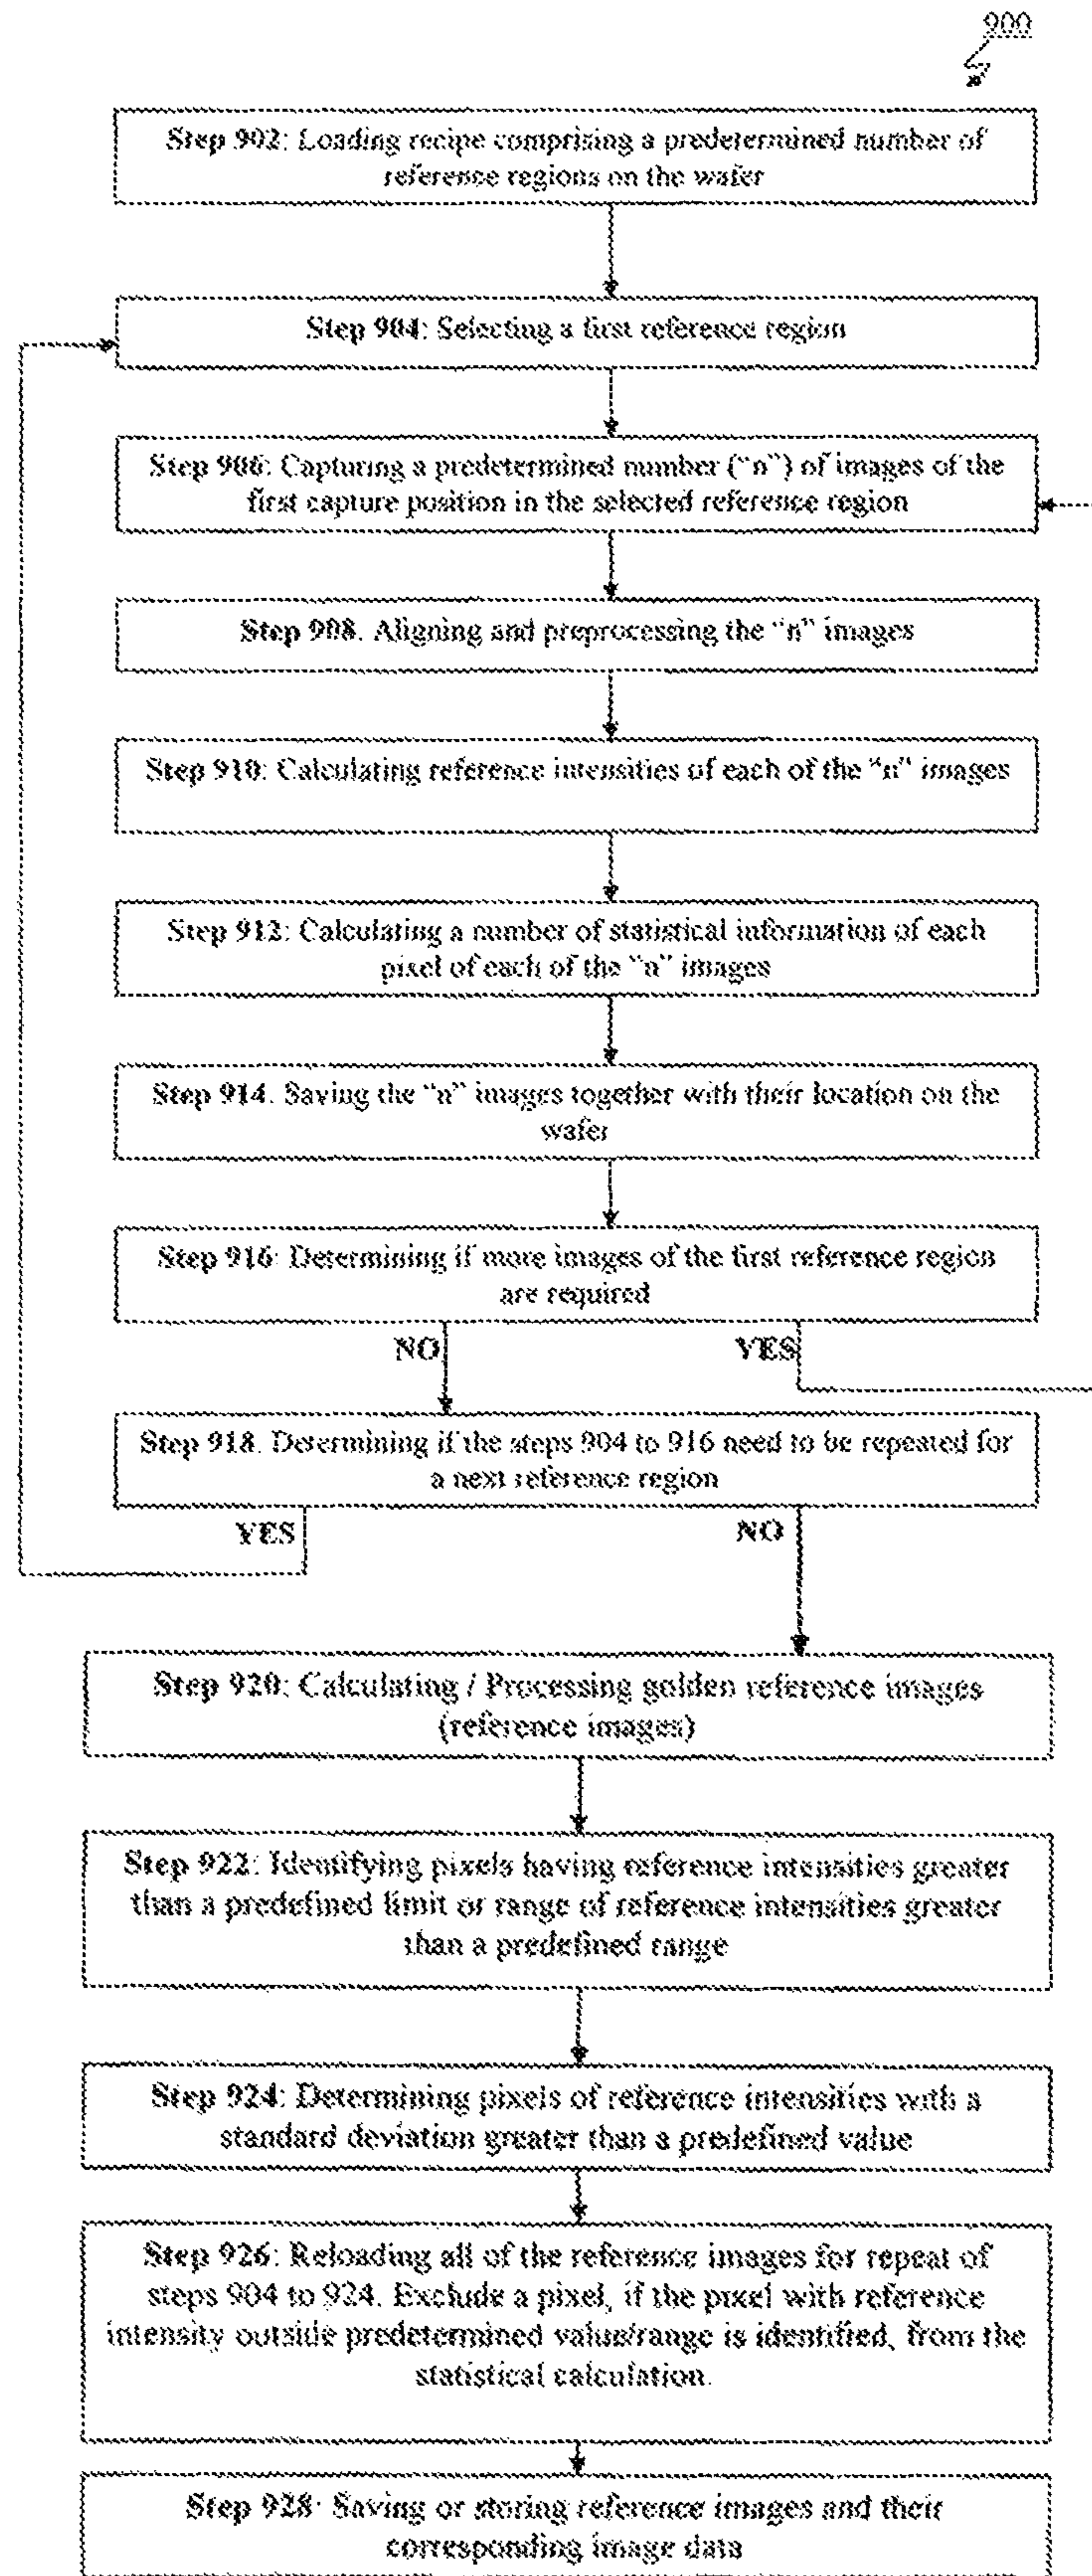 900
Step 902: Loading recipe comprising a predetermined number of
reference regions on the wafer
Step 904: Selecting a first reference region
Step 906: Capturing a predetermined number ("n") of images of the
first capture position in the selected reference region
Step 908. Aligning and preprocessing the "n" images
Step 910: Calculating reference intensities of each of the "n" images
Step 912: Calculating a number of statistical information of each
pixel of each of the "n" images
Step 914. Saving the "n" images together with their location on the
wafer
Step 916: Determining if more images of the first reference region
are required
NO
YES
Step 918. Determining if the steps 904 to 916 need to be repeated for
a next reference region
YES
NO
Step 920: Calculating / Processing golden reference images
(reference images)
Step 922: Identifying pixels having reference intensities greater
than a predefined limit or range of reference intensities greater
than a predefined range
Step 924: Determining pixels of reference intensities with a
standard deviation greater than a predefined value
Step 926: Reloading all of the reference images for repeat of
steps 904 to 924. Exclude a pixel, if the pixel with reference
intensity outside predetermined value/range is identified, from the
statistical calculation.
Step 928: Saving or storing reference images and their
corresponding image data